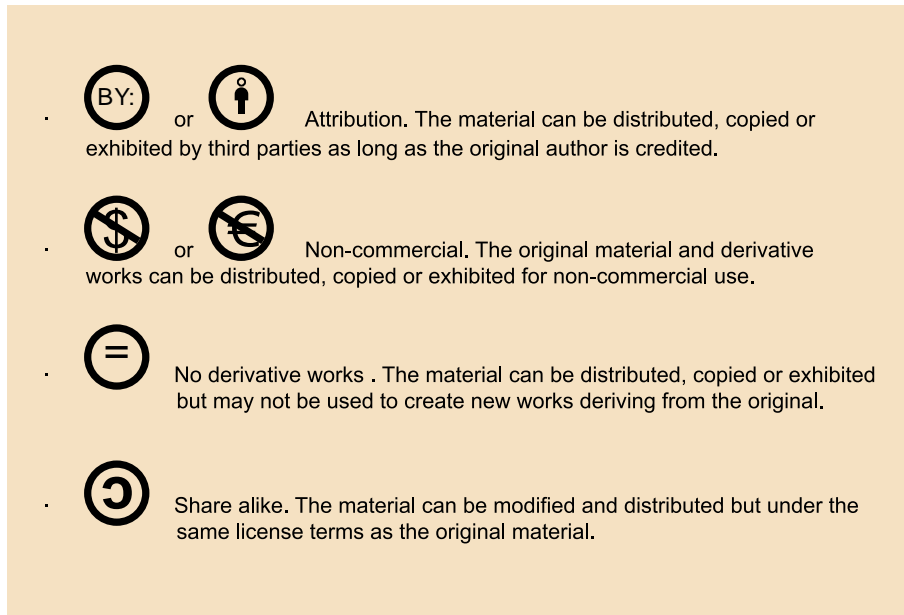 · BY: or Attribution. The material can be distributed, copied or
exhibited by third parties as long as the original author is credited.
· $ or € Non-commercial. The original material and derivative
works can be distributed, copied or exhibited for non-commercial use.
· = No derivative works . The material can be distributed, copied or exhibited
but may not be used to create new works deriving from the original.
· Share alike. The material can be modified and distributed but under the
same license terms as the original material.